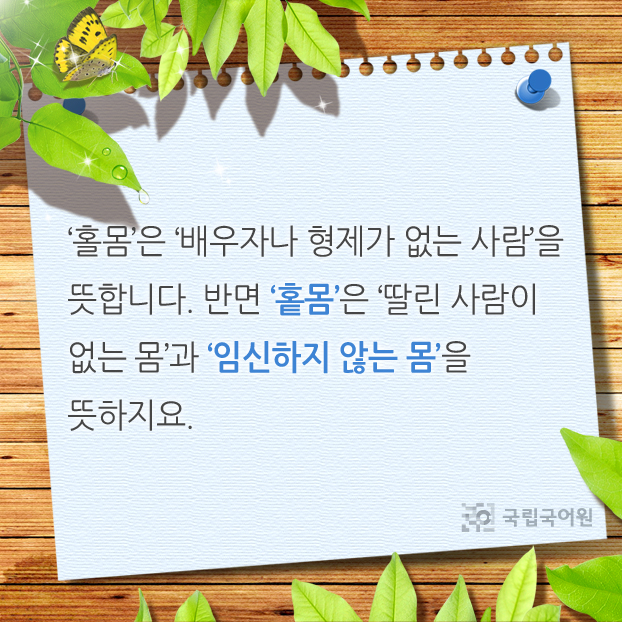 ‘홀몸’은 ‘배우자나 형제가 없는 사람’을
뜻합니다. 반면 ‘홑몸’은 ‘딸린 사람이
없는 몸’과 ‘임신하지 않는 몸’을
뜻하지요.
국립국어원